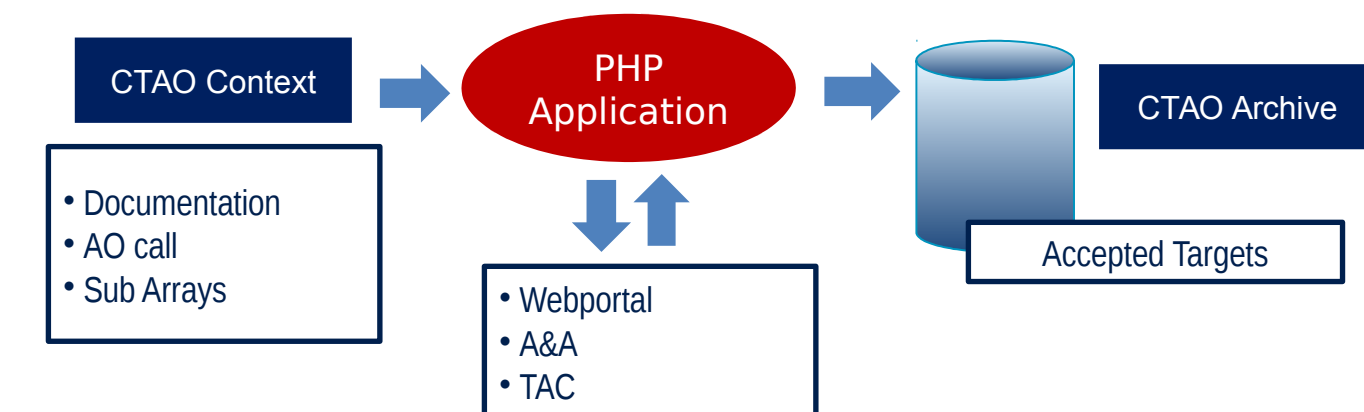 CTAO Context
PHP
Application
CTAO Archive
• Documentation
• AO call
• Sub Arrays
Accepted Targets
• Webportal
• A&A
• TAC